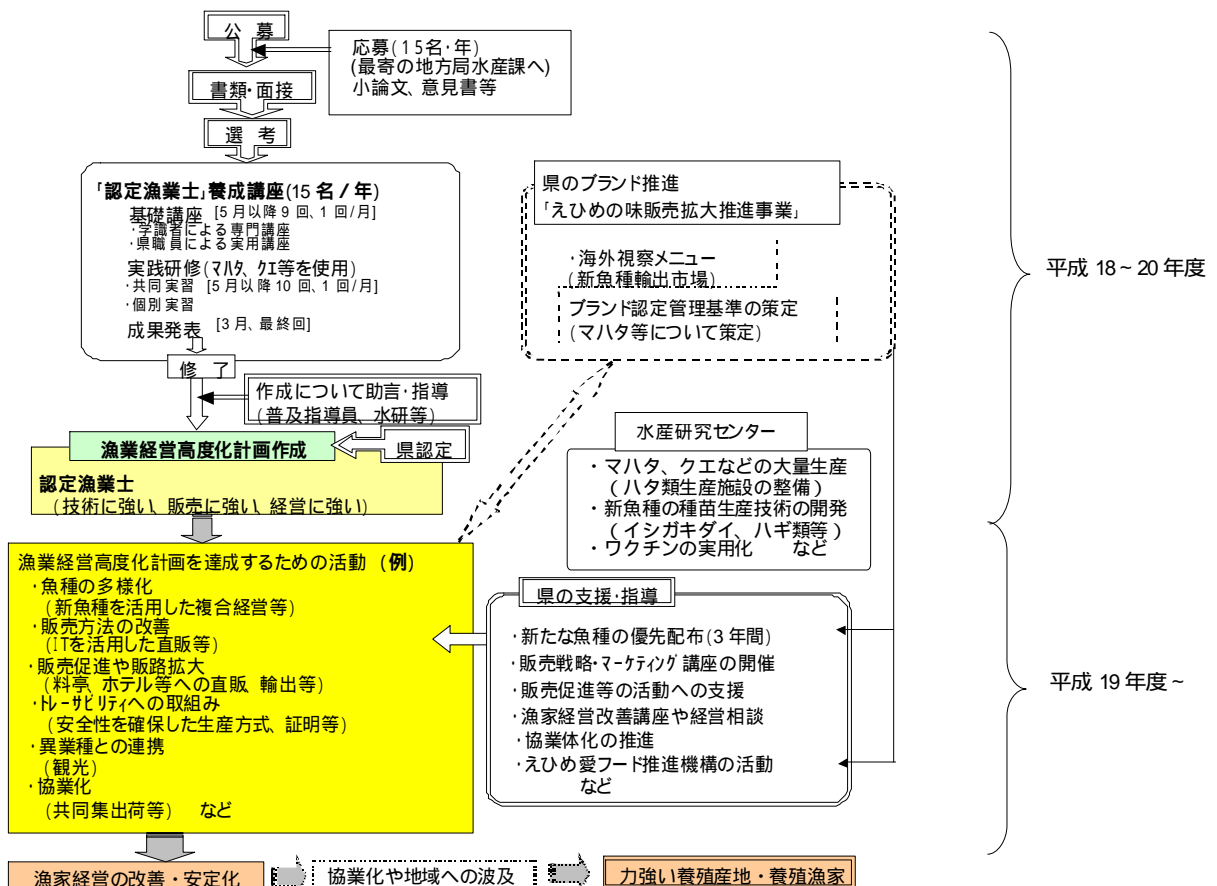 公 募
応募(15名・年)
(最寄の地方局水産課へ)
小論文、意見書等
書類・面接
選 考
「認定漁業士」養成講座(15 名 / 年)
基礎講座 [5 月以降 9 回、1 回/月]
・学識者による専門講座
・県職員による実用講座
実践研修(マハタ、クエ等を使用)
・共同実習 [5 月以降 10 回、1 回/月]
・個別実習
成果発表 [3 月、最終回]
修 了
作成について助言・指導
(普及指導員、水研等)
漁業経営高度化計画作成
県認定
認定漁業士
(技術に強い、販売に強い、経営に強い)
県のブランド推進
「えひめの味販売拡大推進事業」
・海外視察メニュー
(新魚種輸出市場)
ブランド認定管理基準の策定
(マハタ等について策定)
平成 18~20 年度
水産研究センター
・マハタ、クエなどの大量生産
(ハタ類生産施設の整備)
・新魚種の種苗生産技術の開発
(イシガキダイ、ハギ類等)
・ワクチンの実用化 など
漁業経営高度化計画を達成するための活動 (例)
・魚種の多様化
(新魚種を活用した複合経営等)
・販売方法の改善
(ITを活用した直販等)
・販売促進や販路拡大
(料亭、ホテル等への直販、輸出等)
・トレーサビリティへの取組み
(安全性を確保した生産方式、証明等)
・異業種との連携
(観光)
・協業化
(共同集出荷等) など
県の支援・指導
・新たな魚種の優先配布(3 年間)
・販売戦略・マーケティング講座の開催
・販売促進等の活動への支援
・漁家経営改善講座や経営相談
・協業体化の推進
・えひめ愛フード推進機構の活動
など
平成 19 年度~
漁家経営の改善・安定化
協業化や地域への波及
力強い養殖産地・養殖漁家